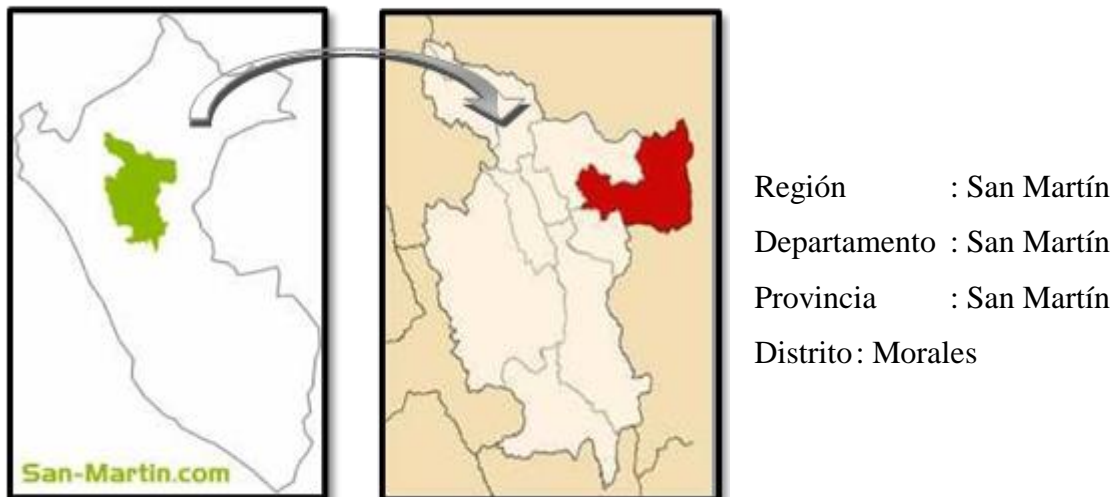 Región : San Martín
Departamento : San Martín
Provincia : San Martín
Distrito : Morales
San-Martin.com